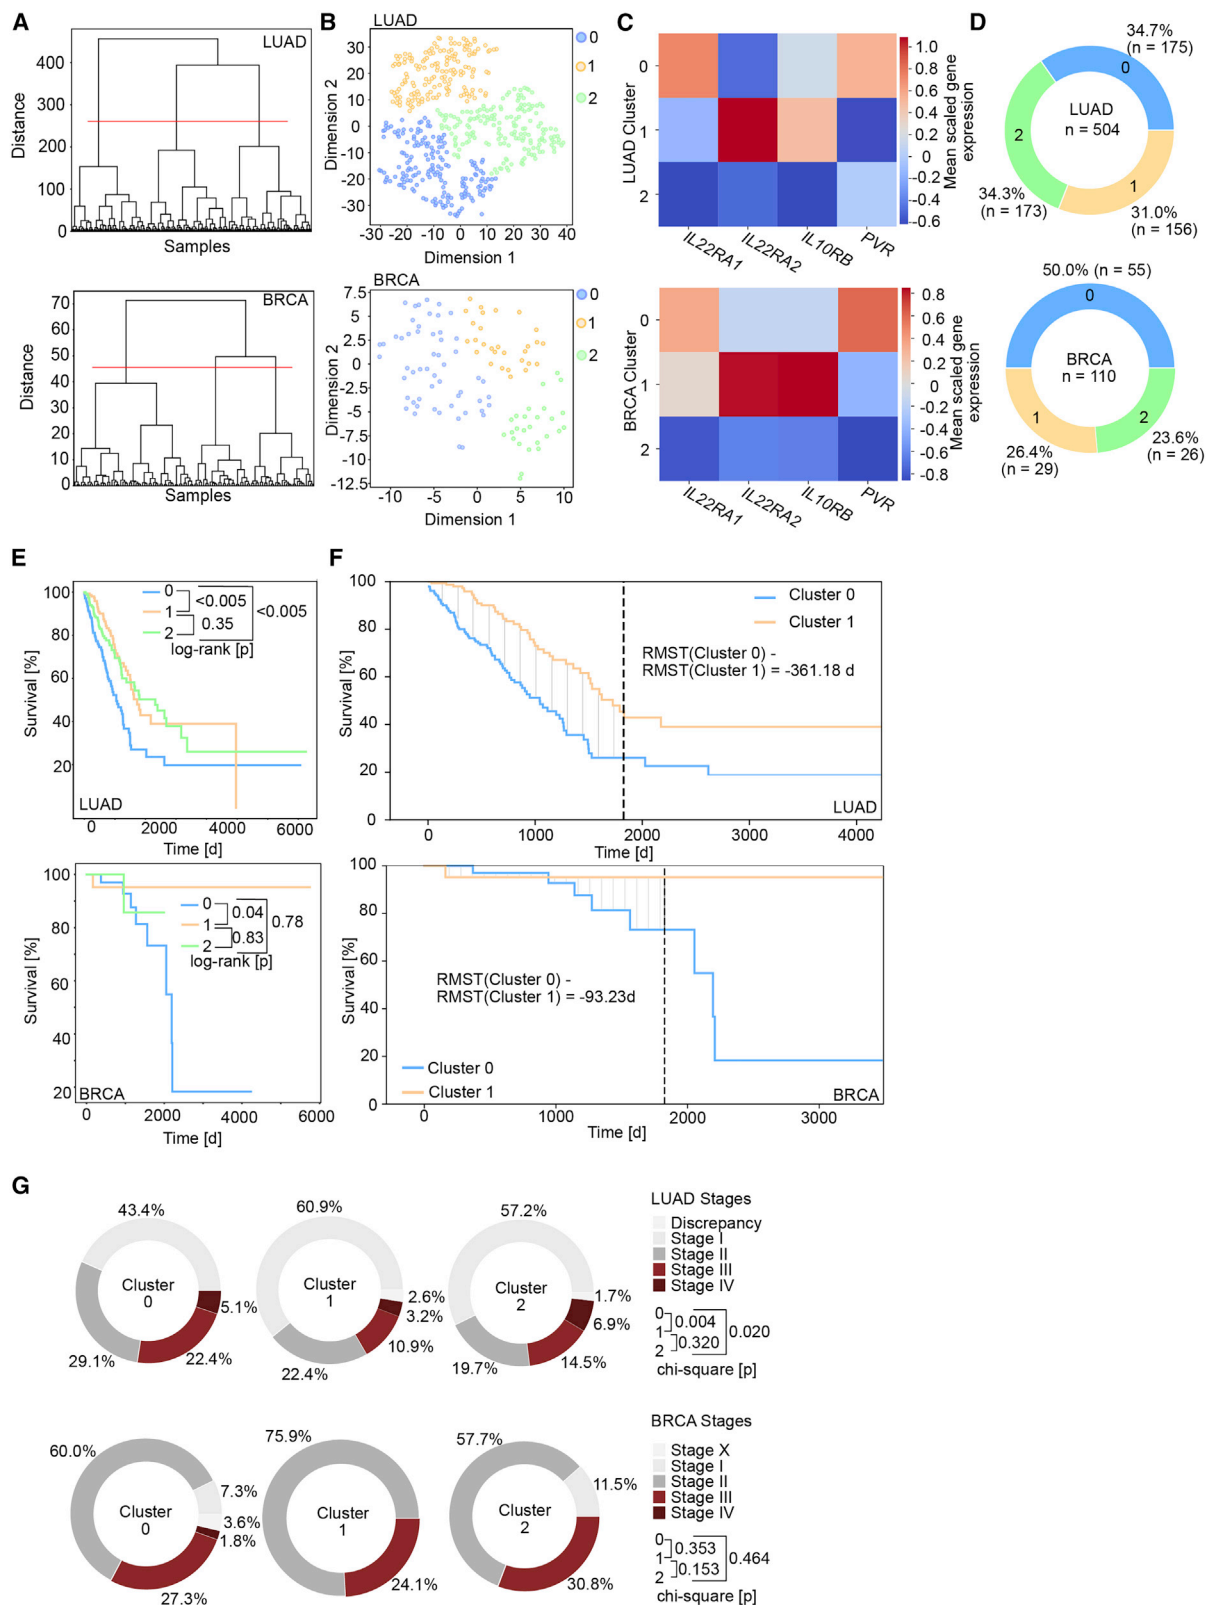 A
LUAD
Distance
400
300
200
100
0
Samples
BRCA
Distance
70
60
50
40
30
20
10
0
Samples
B
LUAD
Dimension 2
30
20
10
0
-10
-20
-30
-30
-20
-10
0
10
20
30
40
Dimension 1
0
1
2
BRCA
Dimension 2
7.5
5
2.5
0
-2.5
-5
-7.5
-10
-12.5
-10
-5
0
5
10
Dimension 1
0
1
2
C
LUAD Cluster
0
1
2
IL22RA1
IL22RA2
IL10RB
PVR
1.0
0.8
0.6
0.4
0.2
0
-0.2
-0.4
-0.6
Mean scaled gene
expression
BRCA Cluster
0
1
2
IL22RA1
IL22RA2
IL10RB
PVR
0.8
0.6
0.4
0.2
0
-0.2
-0.4
-0.6
-0.8
Mean scaled gene
expression
D
34.7%
(n = 175)
0
LUAD
n = 504
2
1
34.3%
(n = 173)
31.0%
(n = 156)
50.0% (n = 55)
0
BRCA
n = 110
1
2
26.4%
(n = 29)
23.6%
(n = 26)
E
Survival [%]
100
80
60
40
20
0
1
2
<0.005
0.35
<0.005
log-rank [p]
LUAD
0
2000
4000
6000
Time [d]
Survival [%]
100
80
60
40
20
0
1
2
0.04
0.83
0.78
log-rank [p]
BRCA
0
2000
4000
6000
Time [d]
F
Survival [%]
100
80
60
40
20
0
Cluster 0
Cluster 1
RMST(Cluster 0) -
RMST(Cluster 1) = -361.18 d
LUAD
0
1000
2000
3000
4000
Time [d]
Survival [%]
100
80
60
40
20
0
RMST(Cluster 0) -
RMST(Cluster 1) = -93.23d
Cluster 0
Cluster 1
BRCA
0
1000
2000
3000
Time [d]
G
43.4%
Cluster
0
5.1%
22.4%
29.1%
60.9%
Cluster
1
2.6%
3.2%
10.9%
22.4%
57.2%
Cluster
2
1.7%
6.9%
14.5%
19.7%
LUAD Stages
Discrepancy
Stage I
Stage II
Stage III
Stage IV
0
1
2
0.004
0.320
0.020
chi-square [p]
60.0%
Cluster
0
7.3%
3.6%
1.8%
27.3%
75.9%
Cluster
1
24.1%
57.7%
Cluster
2
11.5%
30.8%
BRCA Stages
Stage X
Stage I
Stage II
Stage III
Stage IV
0
1
2
0.353
0.153
0.464
chi-square [p]